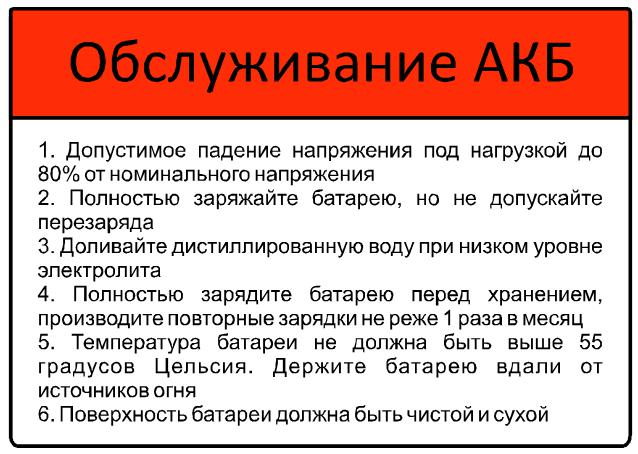 Обслуживание АКБ
1. Допустимое падение напряжения под нагрузкой до
80% от номинального напряжения
2. Полностью заряжайте батарею, но не допускайте
перезаряда
3. Доливайте дистиллированную воду при низком уровне
электролита
4. Полностью зарядите батарею перед хранением,
производите повторные зарядки не реже 1 раза в месяц
5. Температура батареи не должна быть выше 55
градусов Цельсия. Держите батарею вдали от
источников огня
6. Поверхность батареи должна быть чистой и сухой